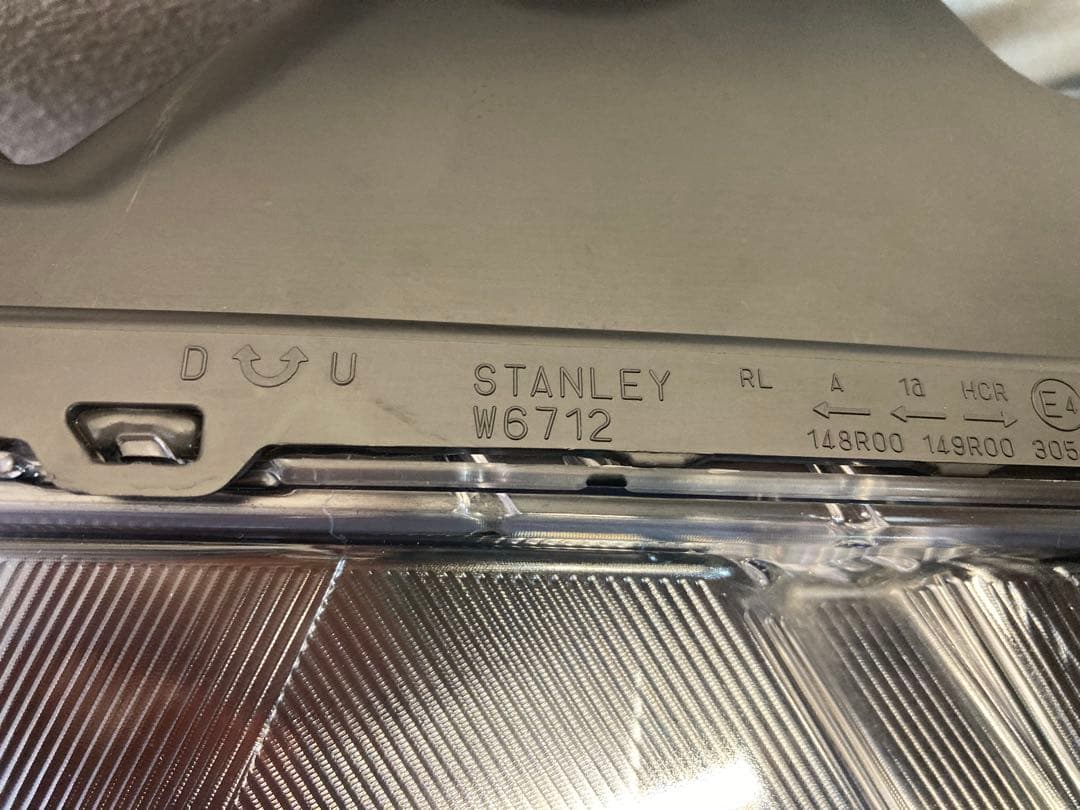 D U
STANLEY
W6712
RL A 1a HCR E4
148R00 149R00 305